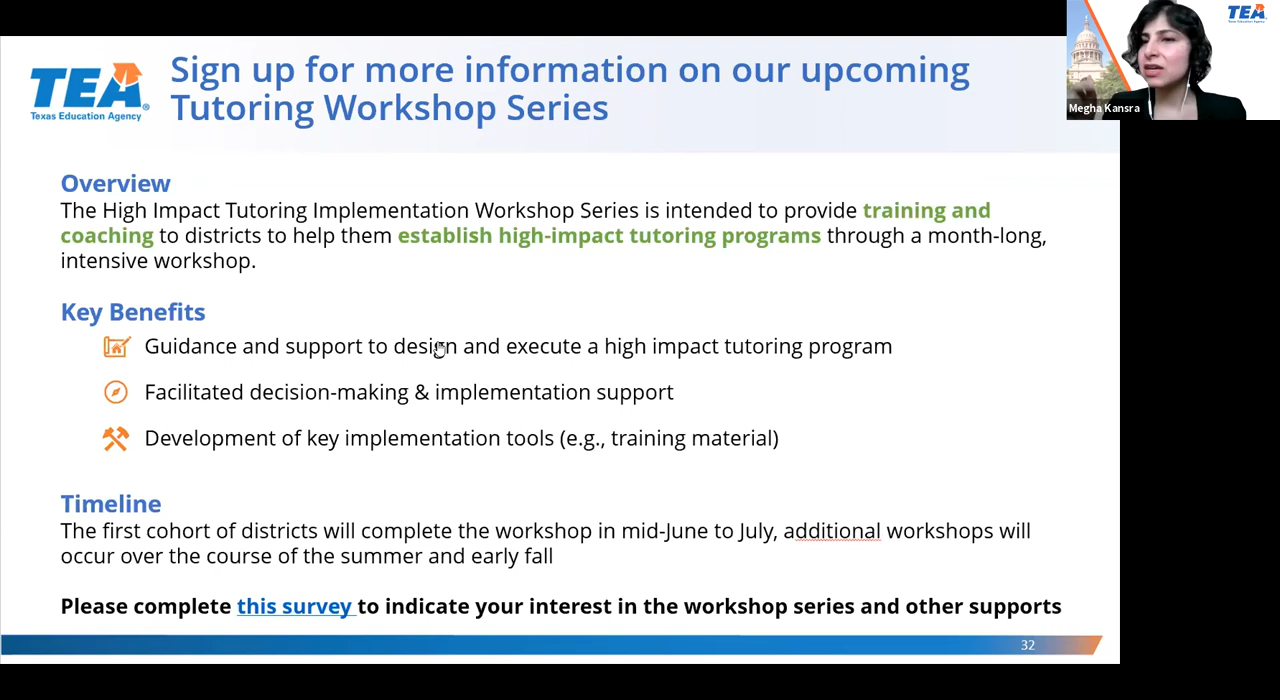 TEA
Texas Education Agency
Sign up for more information on our upcoming
Tutoring Workshop Series
TEA
Megha Kansra
Overview
The High Impact Tutoring Implementation Workshop Series is intended to provide training and
coaching to districts to help them establish high-impact tutoring programs through a month-long,
intensive workshop.
Key Benefits
Guidance and support to design and execute a high impact tutoring program
Facilitated decision-making & implementation support
Development of key implementation tools (e.g., training material)
Timeline
The first cohort of districts will complete the workshop in mid-June to July, additional workshops will
occur over the course of the summer and early fall
Please complete this survey to indicate your interest in the workshop series and other supports
32